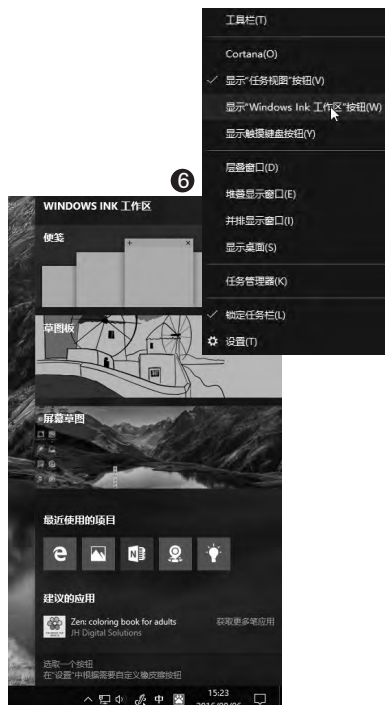 工具栏(T)
Cortana(O)
显示“任务视图”按钮(V)
显示“Windows Ink 工作区”按钮(W)
显示触摸键盘按钮(Y)
层叠窗口(D)
堆叠显示窗口(E)
并排显示窗口(I)
显示桌面(S)
任务管理器(K)
锁定任务栏(L)
设置(T)
❻
WINDOWS INK 工作区
便笺
草图板
屏幕草图
最近使用的项目
建议的应用
Zen: coloring book for adults
获取更多笔应用
JH Digital Solutions
选取一个按钮
在“设置”中根据需要自定义橡皮擦按钮
中
15:23